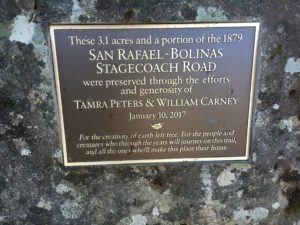 These 3.1 acres and a portion of the 1879
SAN RAFAEL - BOLINAS
STAGECOACH ROAD
were preserved through the efforts
and generosity of
TAMRA PETERS & WILLIAM CARNEY
January 10, 2017
For the creativity of earth left free. For the people and
creatures who through the years will journey on this trail,
and all the ones who'll make this place their home.